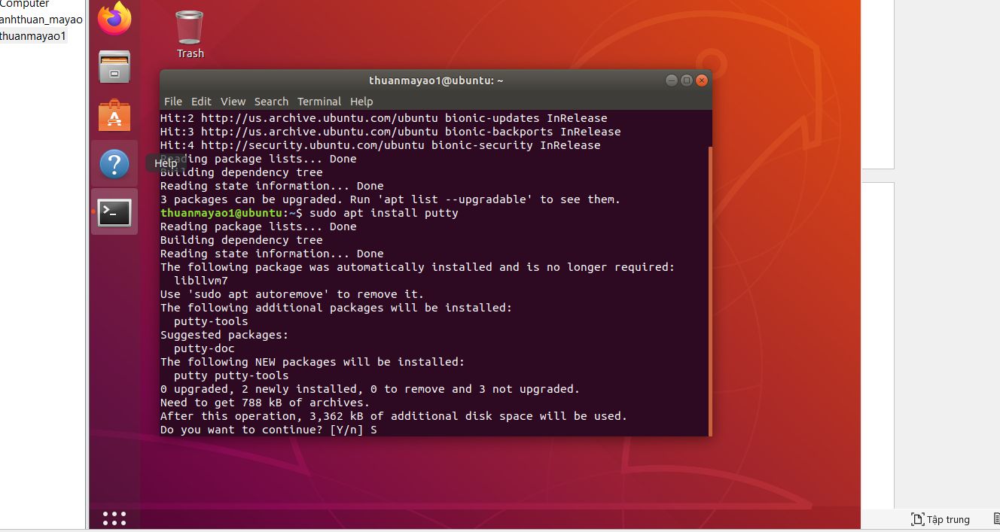 Computer
anhthuan_mayao
thuanmayao1
Trash
thuanmayao1@ubuntu: ~
File Edit View Search Terminal Help
Hit:2 http://us.archive.ubuntu.com/ubuntu bionic-updates InRelease
Hit:3 http://us.archive.ubuntu.com/ubuntu bionic-backports InRelease
Hit:4 http://security.ubuntu.com/ubuntu bionic-security InRelease
Reading package lists... Done
Help
Building dependency tree
Reading state information... Done
3 packages can be upgraded. Run 'apt list --upgradable' to see them.
thuanmayao1@ubuntu:~$ sudo apt install putty
Reading package lists... Done
Building dependency tree
Reading state information... Done
The following package was automatically installed and is no longer required:
libllvm7
Use 'sudo apt autoremove' to remove it.
The following additional packages will be installed:
putty-tools
Suggested packages:
putty-doc
The following NEW packages will be installed:
putty putty-tools
0 upgraded, 2 newly installed, 0 to remove and 3 not upgraded.
Need to get 788 kB of archives.
After this operation, 3,362 kB of additional disk space will be used.
Do you want to continue? [Y/n] S
Tập trung